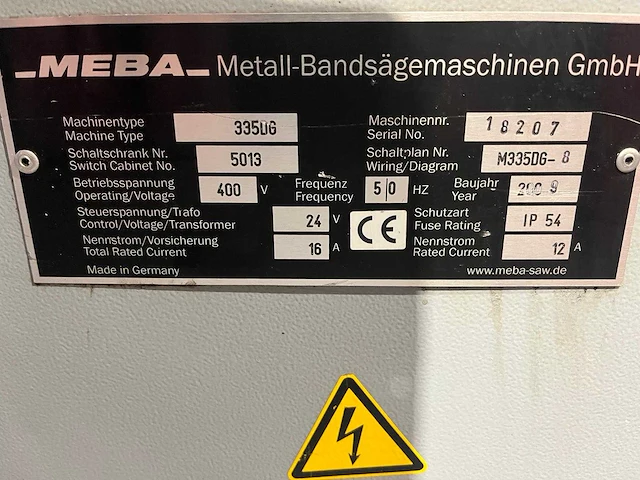 MEBA Metall-Bandsägemaschinen GmbH
Machinentype 335DG Maschinennr. 18207
Machine Type Serial No.
Schaltschrank Nr. 5013 Schaltplan Nr. M335DG-8
Switch Cabinet No. Wiring/Diagram
Betriebsspannung 400 V Frequenz 50 HZ Baujahr 2009
Operating/Voltage Frequency Year
Steuerspannung/Trafo 24 V CE Schutzart IP 54
Control/Voltage/Transformer Fuse Rating
Nennstrom/Vorsicherung 16 A Nennstrom 12 A
Total Rated Current Rated Current
Made in Germany www.meba-saw.de